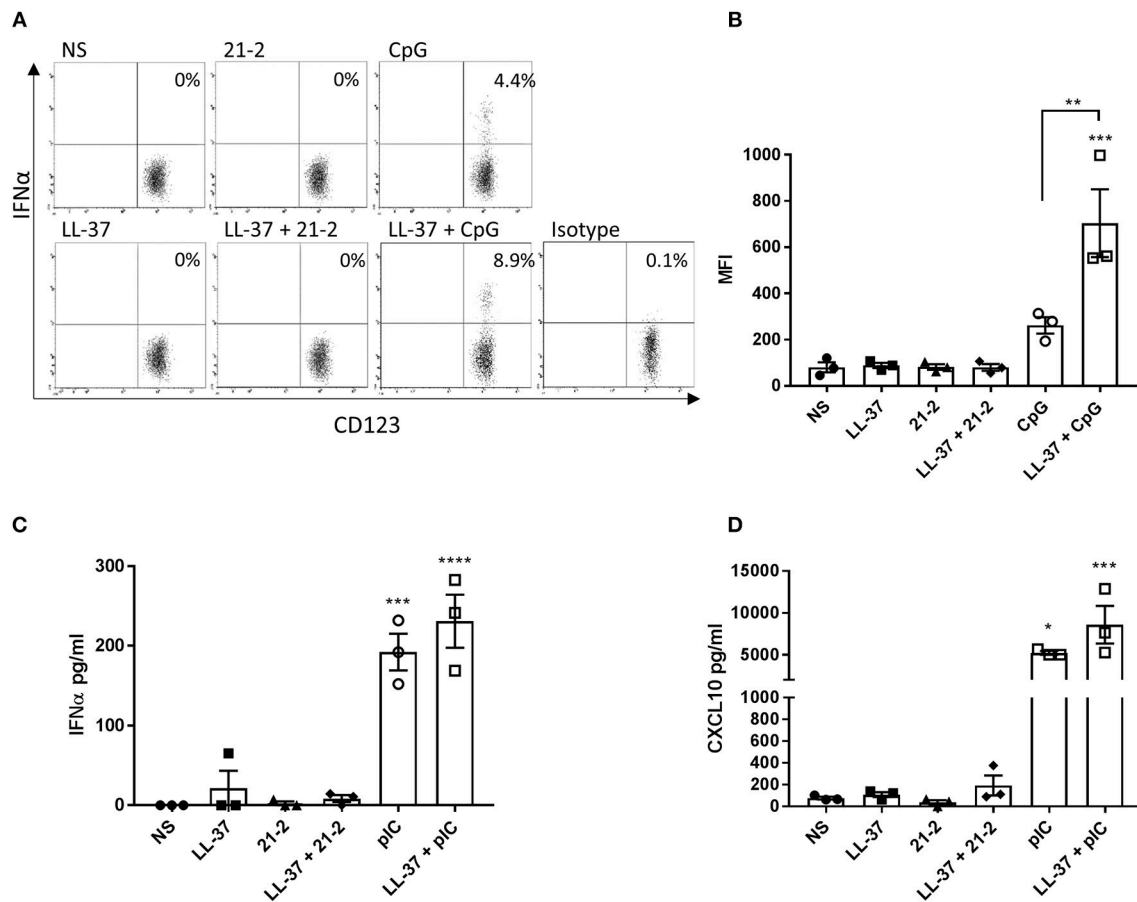 A
NS
21-2
CpG
0%
0%
4.4%
LL-37
LL-37 + 21-2
LL-37 + CpG
Isotype
0%
0%
8.9%
0.1%
IFNα
CD123
B
**
***
1000
800
600
400
200
0
MFI
NS
LL-37
21-2
LL-37 + 21-2
CpG
LL-37 + CpG
C
***
****
300
200
100
0
IFNα pg/ml
NS
LL-37
21-2
LL-37 + 21-2
pIC
LL-37 + pIC
D
*
***
15000
10000
5000
1000
800
600
400
200
0
CXCL10 pg/ml
NS
LL-37
21-2
LL-37 + 21-2
pIC
LL-37 + pIC